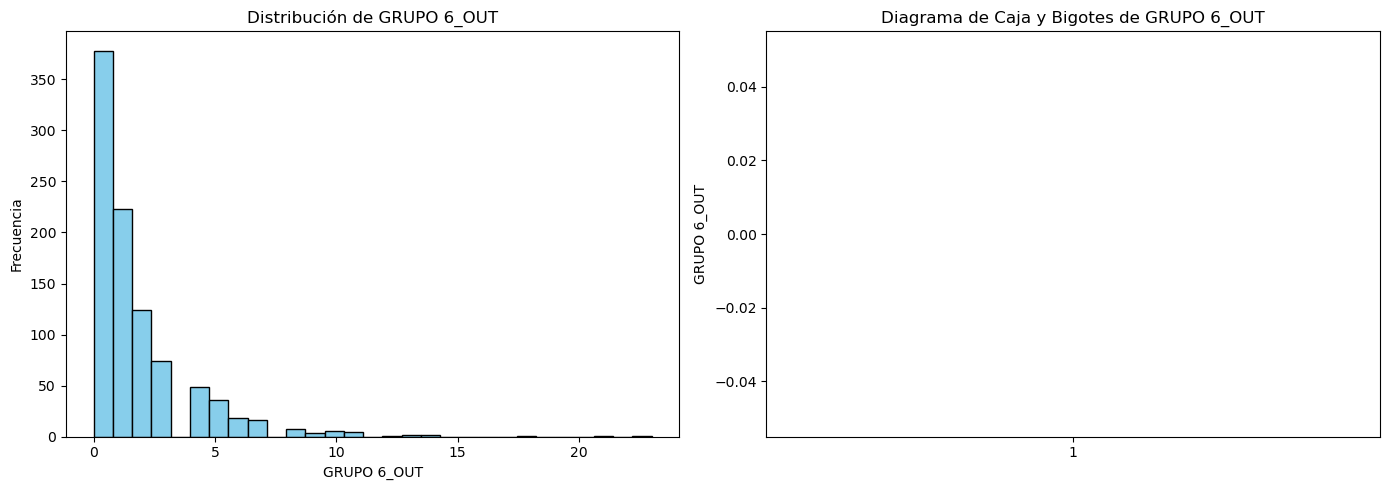 Distribución de GRUPO 6_OUT
350
300
250
200
150
100
50
0
Frecuencia
0 5 10 15 20
GRUPO 6_OUT
Diagrama de Caja y Bigotes de GRUPO 6_OUT
0.04
0.02
0.00
−0.02
−0.04
GRUPO 6_OUT
1